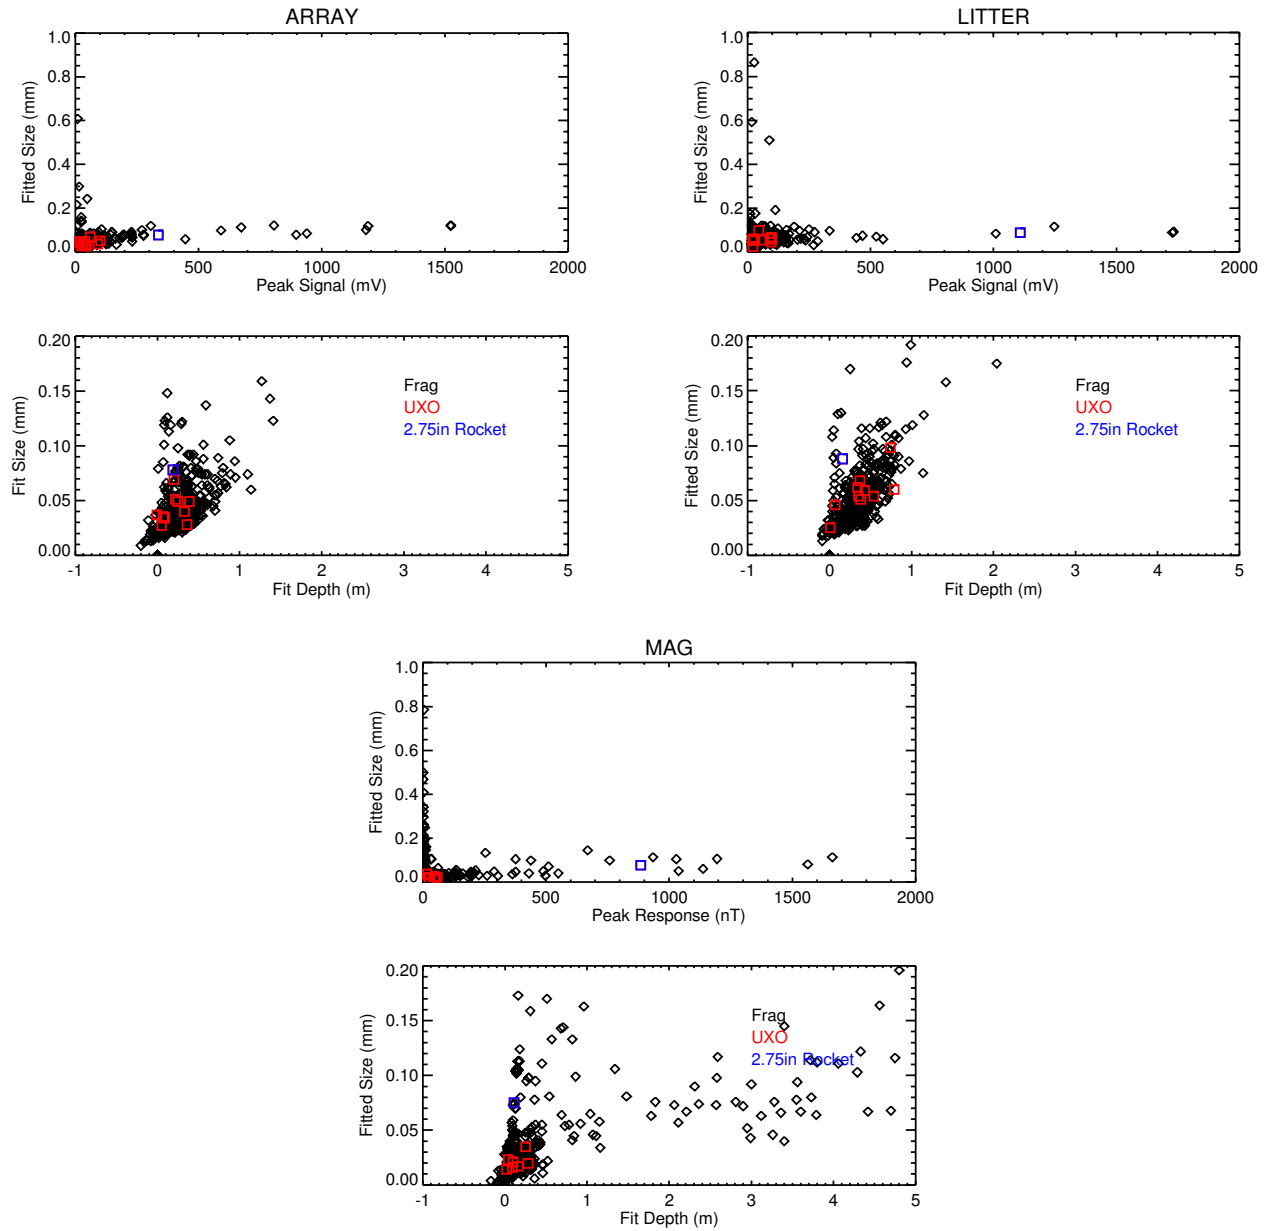 ARRAY
1.0
0.8
0.6
0.4
0.2
0.0
Fitted Size (mm)
0 500 1000 1500 2000
Peak Signal (mV)
LITTER
1.0
0.8
0.6
0.4
0.2
0.0
Fitted Size (mm)
0 500 1000 1500 2000
Peak Signal (mV)
0.20
0.15
0.10
0.05
0.00
Fit Size (mm)
Frag
UXO
2.75in Rocket
-1 0 1 2 3 4 5
Fit Depth (m)
0.20
0.15
0.10
0.05
0.00
Fitted Size (mm)
Frag
UXO
2.75in Rocket
-1 0 1 2 3 4 5
Fit Depth (m)
MAG
1.0
0.8
0.6
0.4
0.2
0.0
Fitted Size (mm)
0 500 1000 1500 2000
Peak Response (nT)
0.20
0.15
0.10
0.05
0.00
Fitted Size (mm)
Frag
UXO
2.75in Rocket
-1 0 1 2 3 4 5
Fit Depth (m)